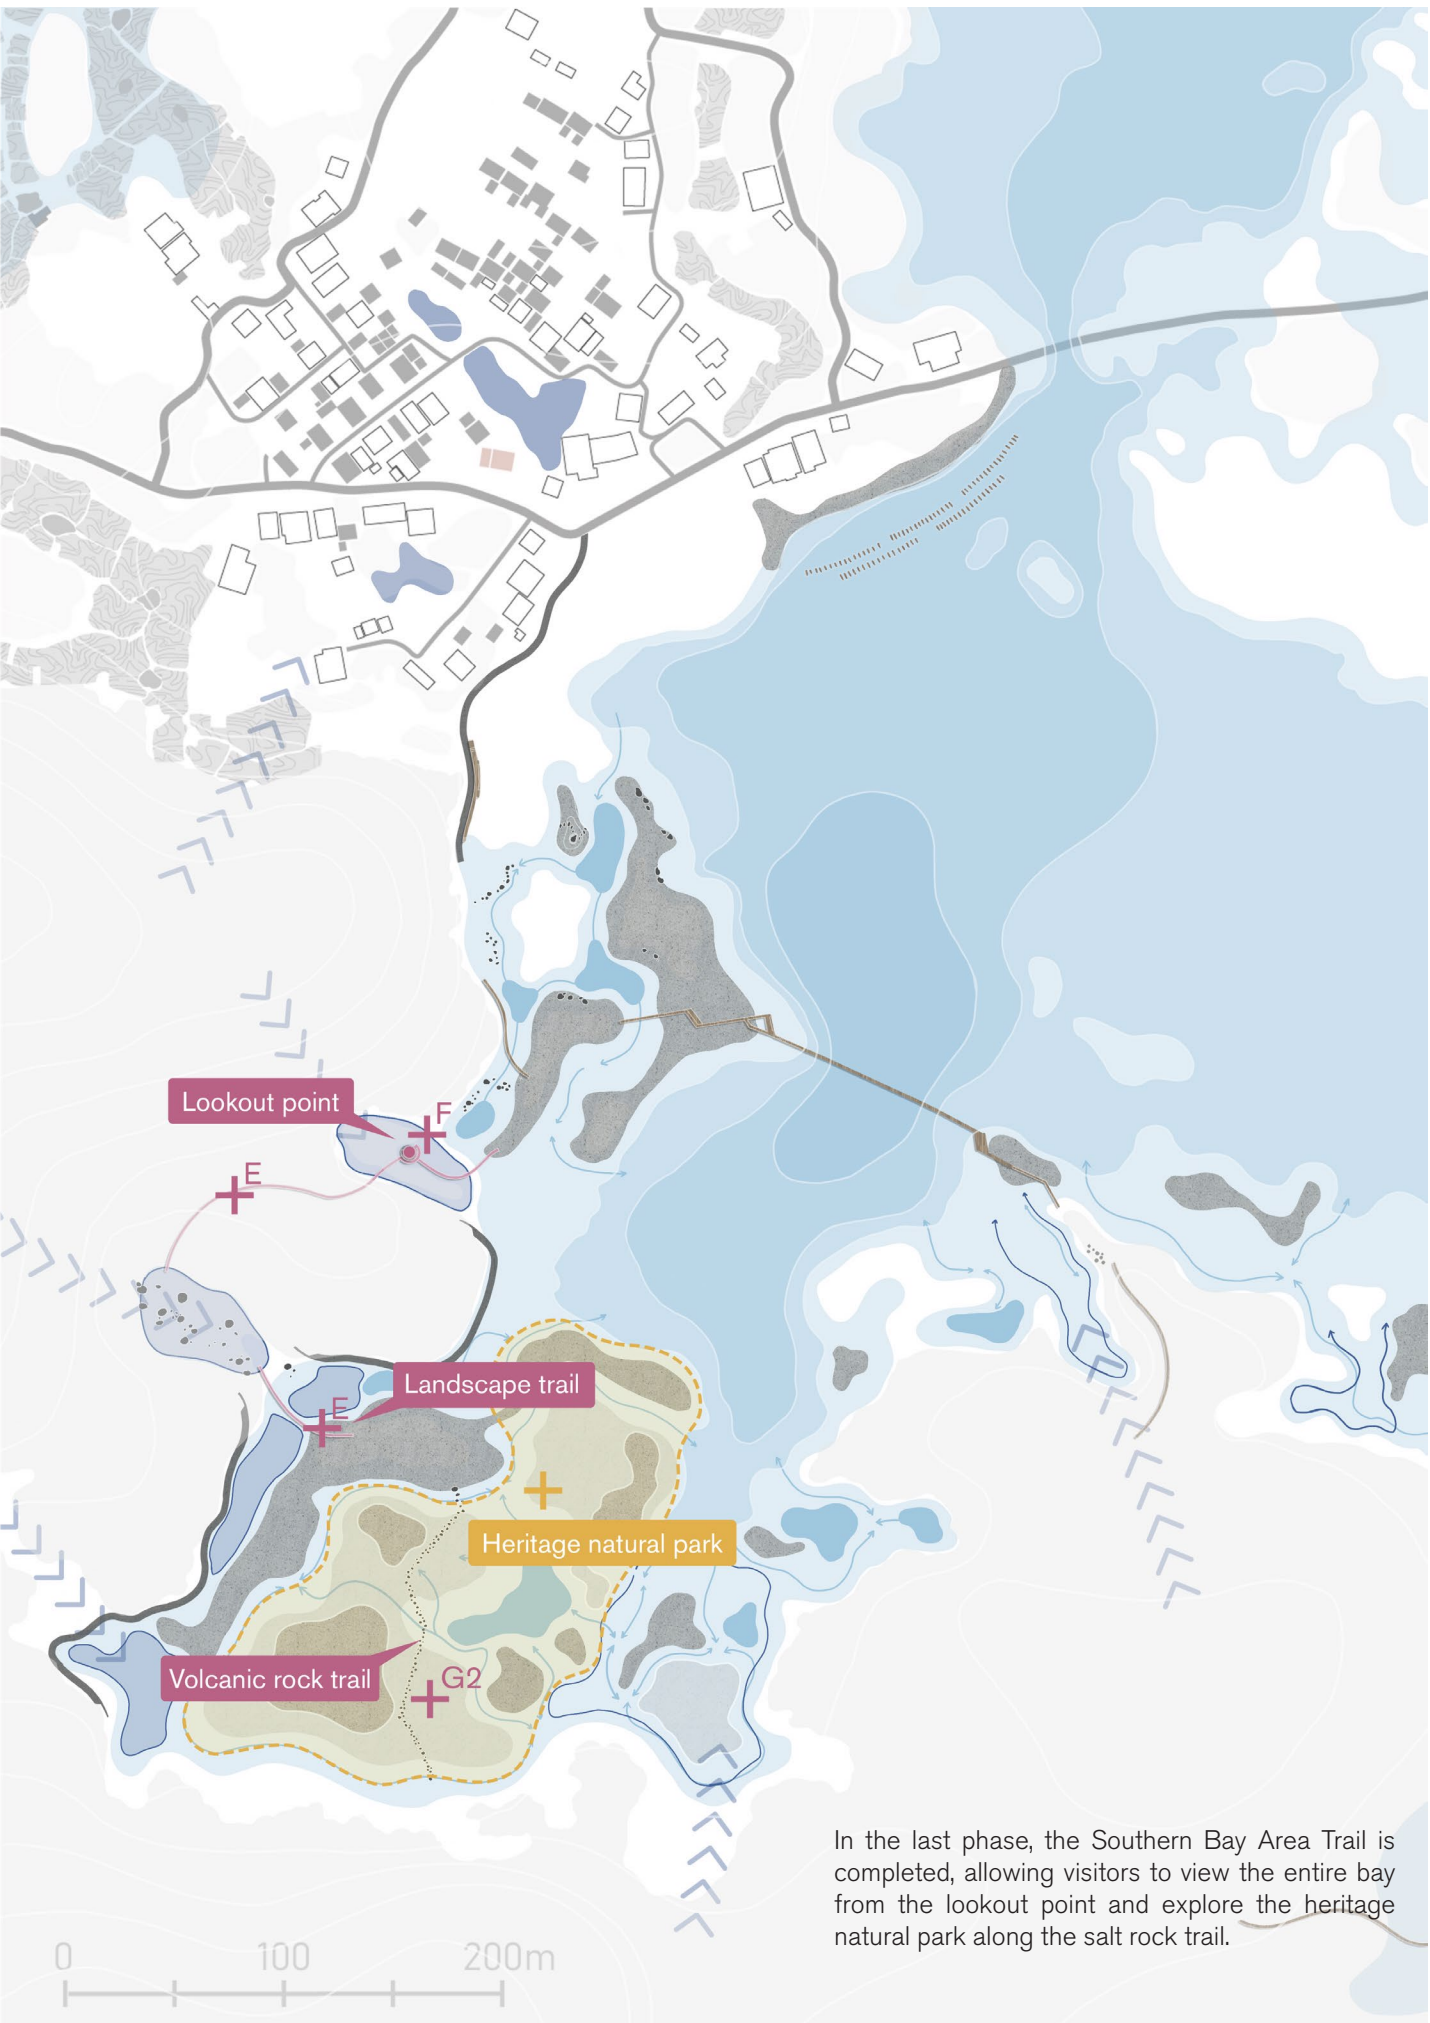 Lookout point
F
E
Landscape trail
E
Heritage natural park
Volcanic rock trail
G2
In the last phase, the Southern Bay Area Trail is
completed, allowing visitors to view the entire bay
from the lookout point and explore the heritage
natural park along the salt rock trail.
0 100 200m